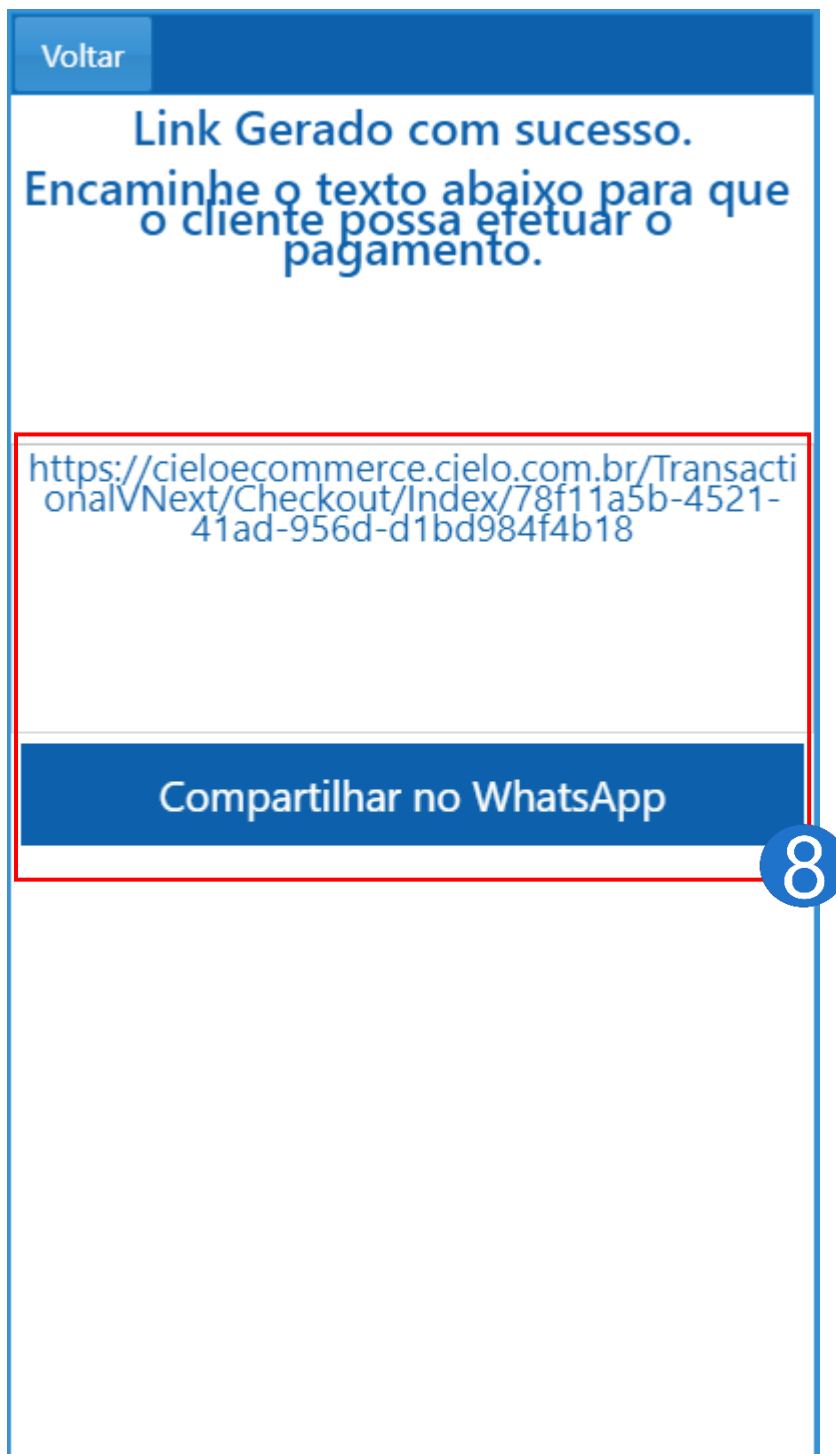 Voltar
Link Gerado com sucesso.
Encaminhe o texto abaixo para que
o cliente possa efetuar o
pagamento.
https://cieloecommerce.cielo.com.br/Transacti
onalVNext/Checkout/Index/78f11a5b-4521-
41ad-956d-d1bd984f4b18
Compartilhar no WhatsApp
8